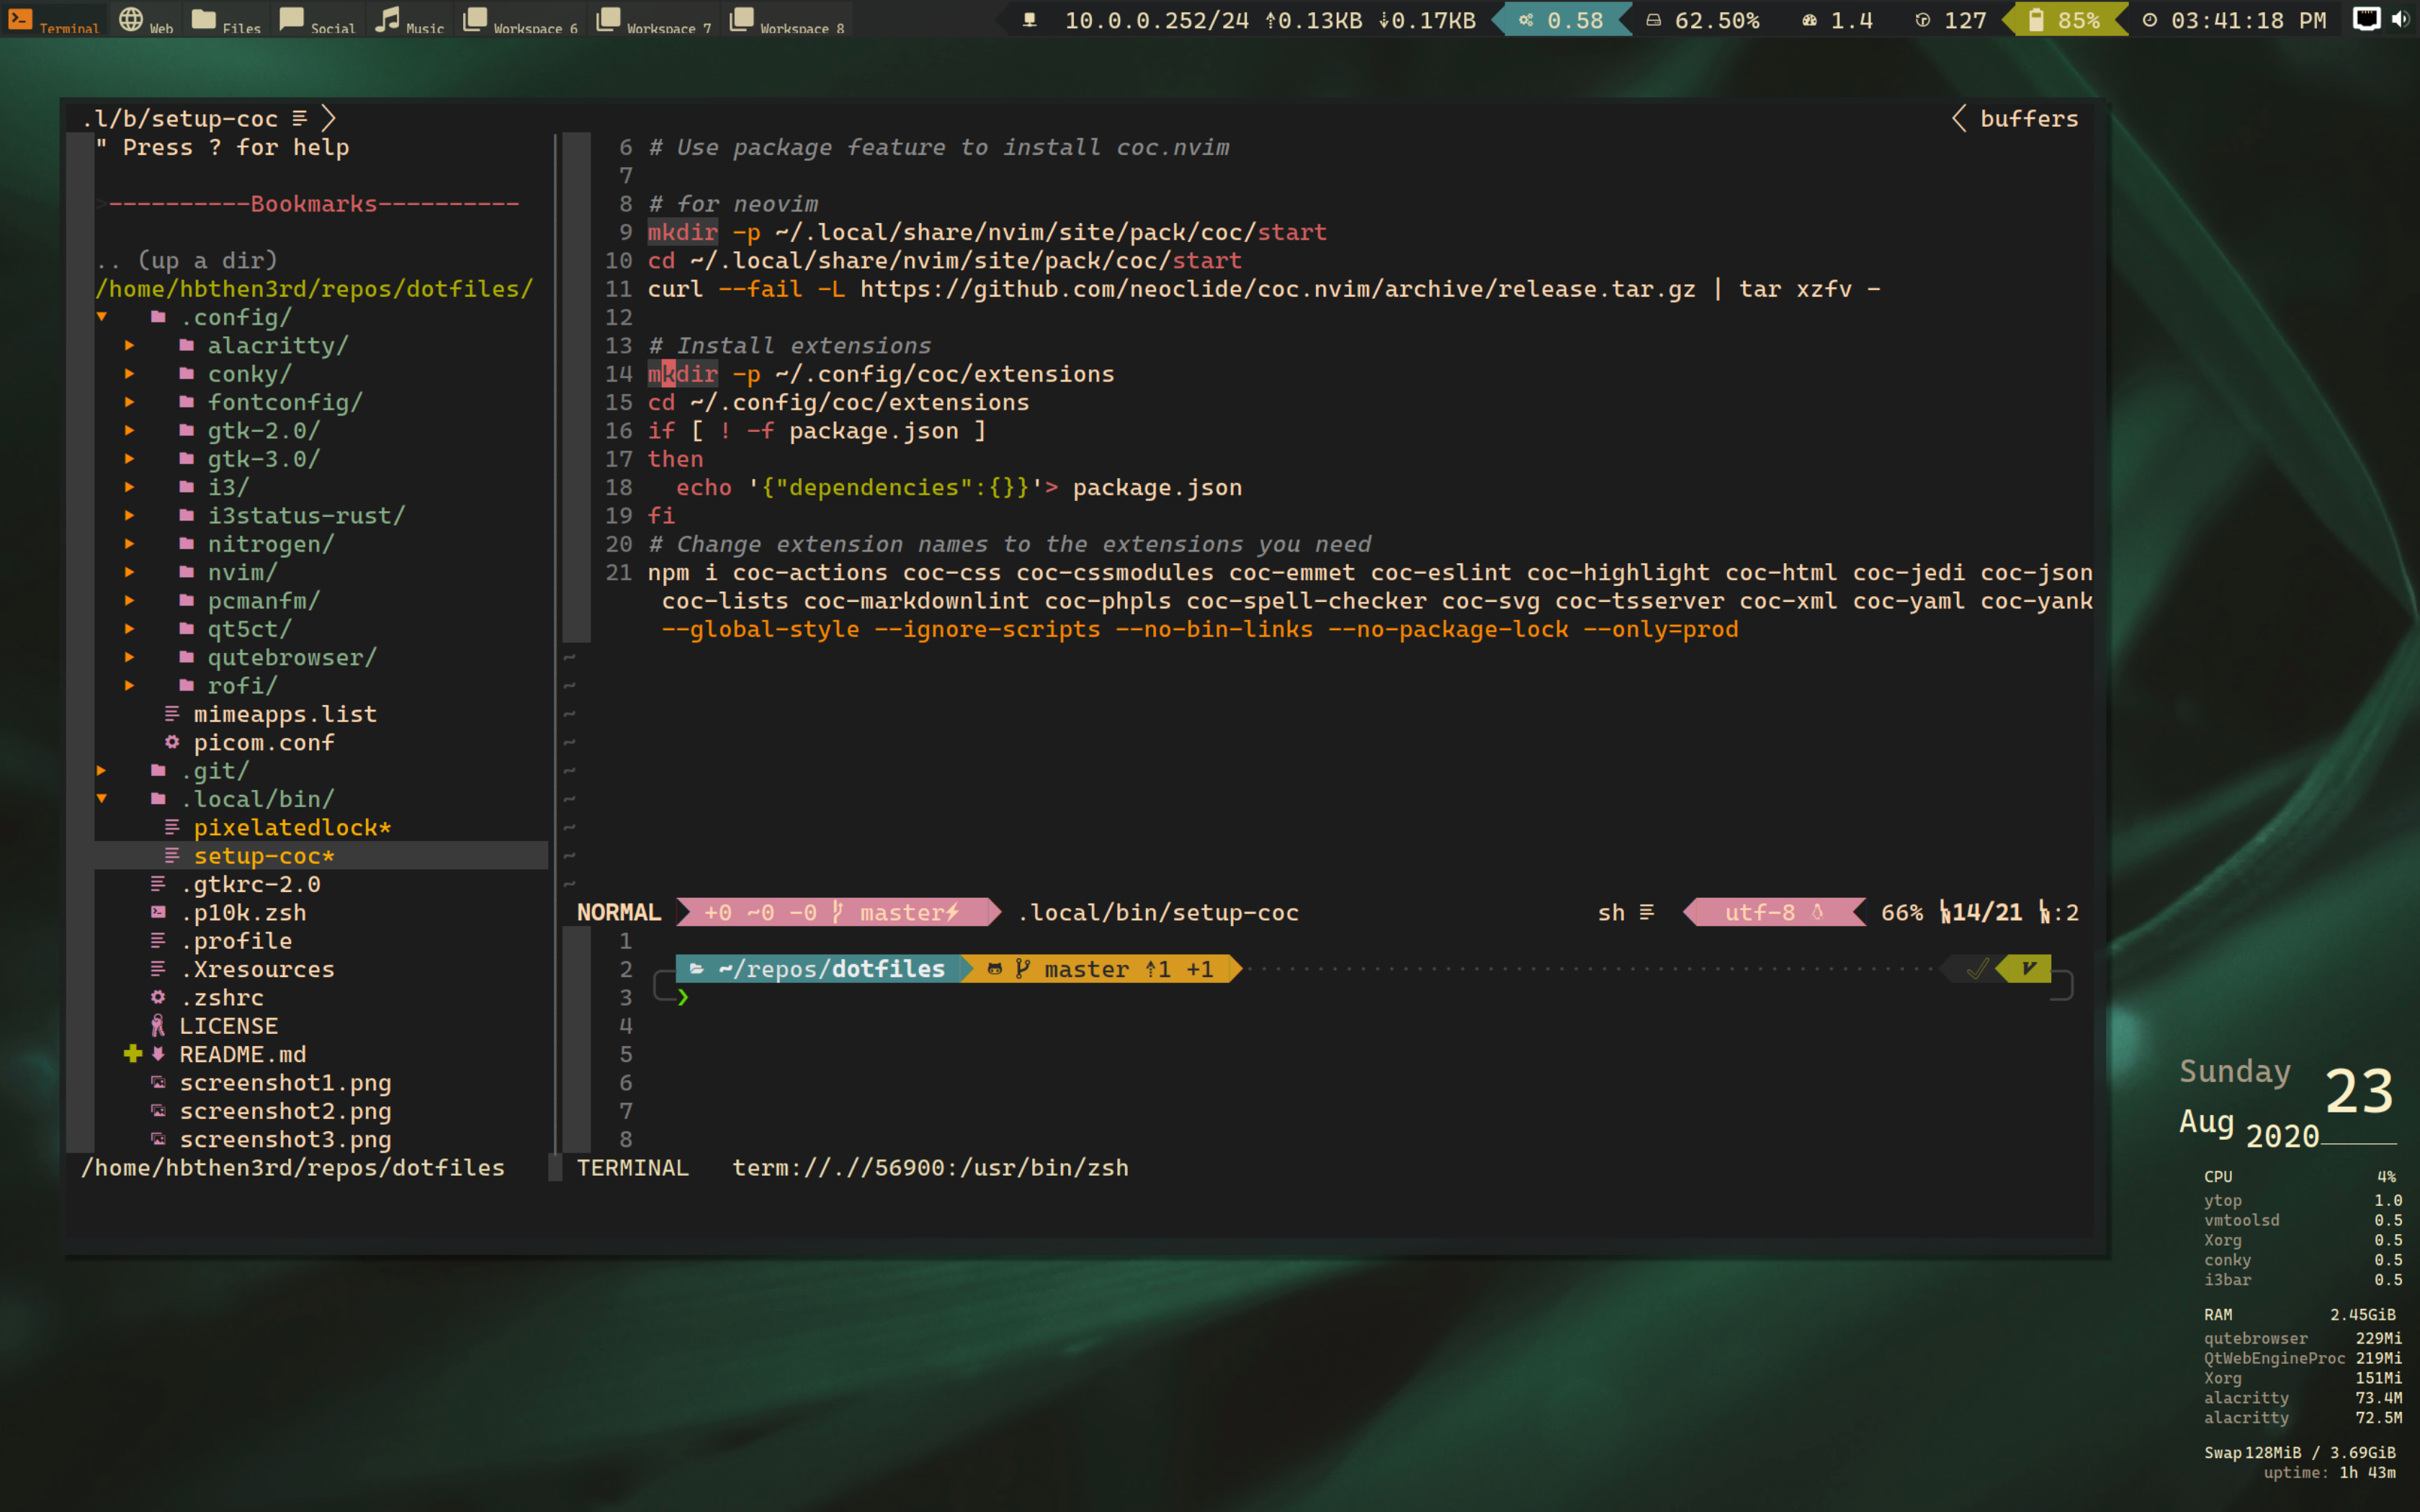 Terminal Web Files Social Music Workspace 6 Workspace 7 Workspace 8 10.0.0.252/24 ⇡0.13KB ⇣0.17KB 0.58 62.50% 1.4 127 85% 03:41:18 PM
.l/b/setup-coc
buffers
" Press ? for help
>----------Bookmarks----------
.. (up a dir)
/home/hbthen3rd/repos/dotfiles/
▾ .config/
▸ alacritty/
▸ conky/
▸ fontconfig/
▸ gtk-2.0/
▸ gtk-3.0/
▸ i3/
▸ i3status-rust/
▸ nitrogen/
▸ nvim/
▸ pcmanfm/
▸ qt5ct/
▸ qutebrowser/
▸ rofi/
mimeapps.list
picom.conf
▸ .git/
▾ .local/bin/
pixelatedlock*
setup-coc*
.gtkrc-2.0
.p10k.zsh
.profile
.Xresources
.zshrc
LICENSE
README.md
screenshot1.png
screenshot2.png
screenshot3.png
/home/hbthen3rd/repos/dotfiles
6 # Use package feature to install coc.nvim
7
8 # for neovim
9 mkdir -p ~/.local/share/nvim/site/pack/coc/start
10 cd ~/.local/share/nvim/site/pack/coc/start
11 curl --fail -L https://github.com/neoclide/coc.nvim/archive/release.tar.gz | tar xzfv -
12
13 # Install extensions
14 mkdir -p ~/.config/coc/extensions
15 cd ~/.config/coc/extensions
16 if [ ! -f package.json ]
17 then
18   echo '{"dependencies":{}}'> package.json
19 fi
20 # Change extension names to the extensions you need
21 npm i coc-actions coc-css coc-cssmodules coc-emmet coc-eslint coc-highlight coc-html coc-jedi coc-json
coc-lists coc-markdownlint coc-phpls coc-spell-checker coc-svg coc-tsserver coc-xml coc-yaml coc-yank
--global-style --ignore-scripts --no-bin-links --no-package-lock --only=prod
~
~
~
~
~
~
~
~
~
NORMAL +0 ~0 -0 master⚡ .local/bin/setup-coc sh utf-8 66% 14/21 :2
1
2 ~/repos/dotfiles master ⇡1 +1 ✓ v
3 ❯
4
5
6
7
8
TERMINAL term://.//56900:/usr/bin/zsh
Sunday 23
Aug 2020
CPU 4%
ytop 1.0
vmtoolsd 0.5
Xorg 0.5
conky 0.5
i3bar 0.5
RAM 2.45GiB
qutebrowser 229Mi
QtWebEngineProc 219Mi
Xorg 151Mi
alacritty 73.4M
alacritty 72.5M
Swap 128MiB / 3.69GiB
uptime: 1h 43m